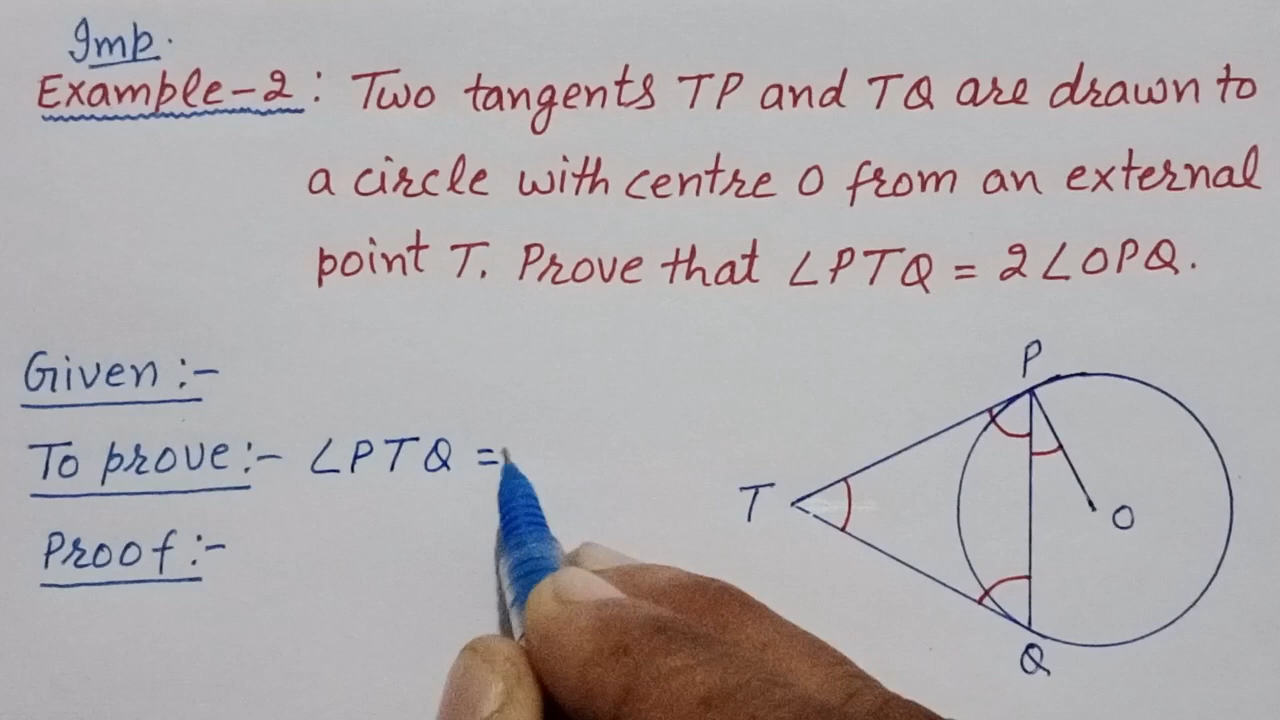 Imp.
Example-2: Two tangents TP and TQ are drawn to
a circle with centre O from an external
point T. Prove that ∠PTQ = 2∠OPQ.
Given :-
To prove:- ∠PTQ =
Proof:-
P
T
O
Q